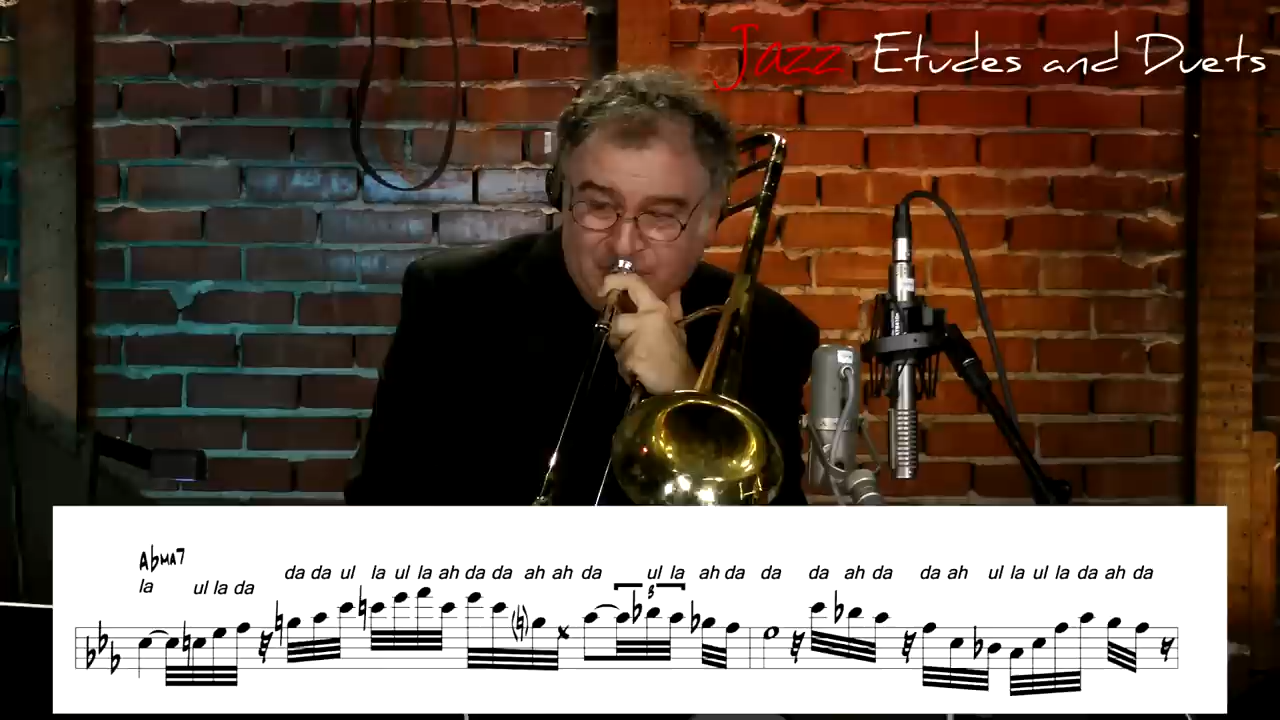 Jazz Etudes and Duets
AbMA7
la ul la da da da ul la ul la ah da da ah ah da ul la ah da da da ah da da ah ul la ul la da ah da
3